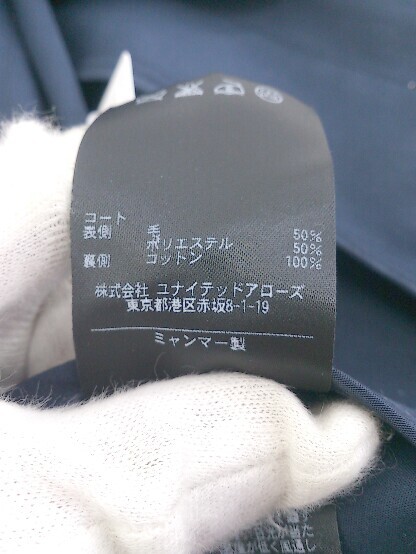 コート
表側 毛 50%
ポリエステル 50%
裏側 コットン 100%
株式会社 ユナイテッドアローズ
東京都港区赤坂8-1-19
ミャンマー製